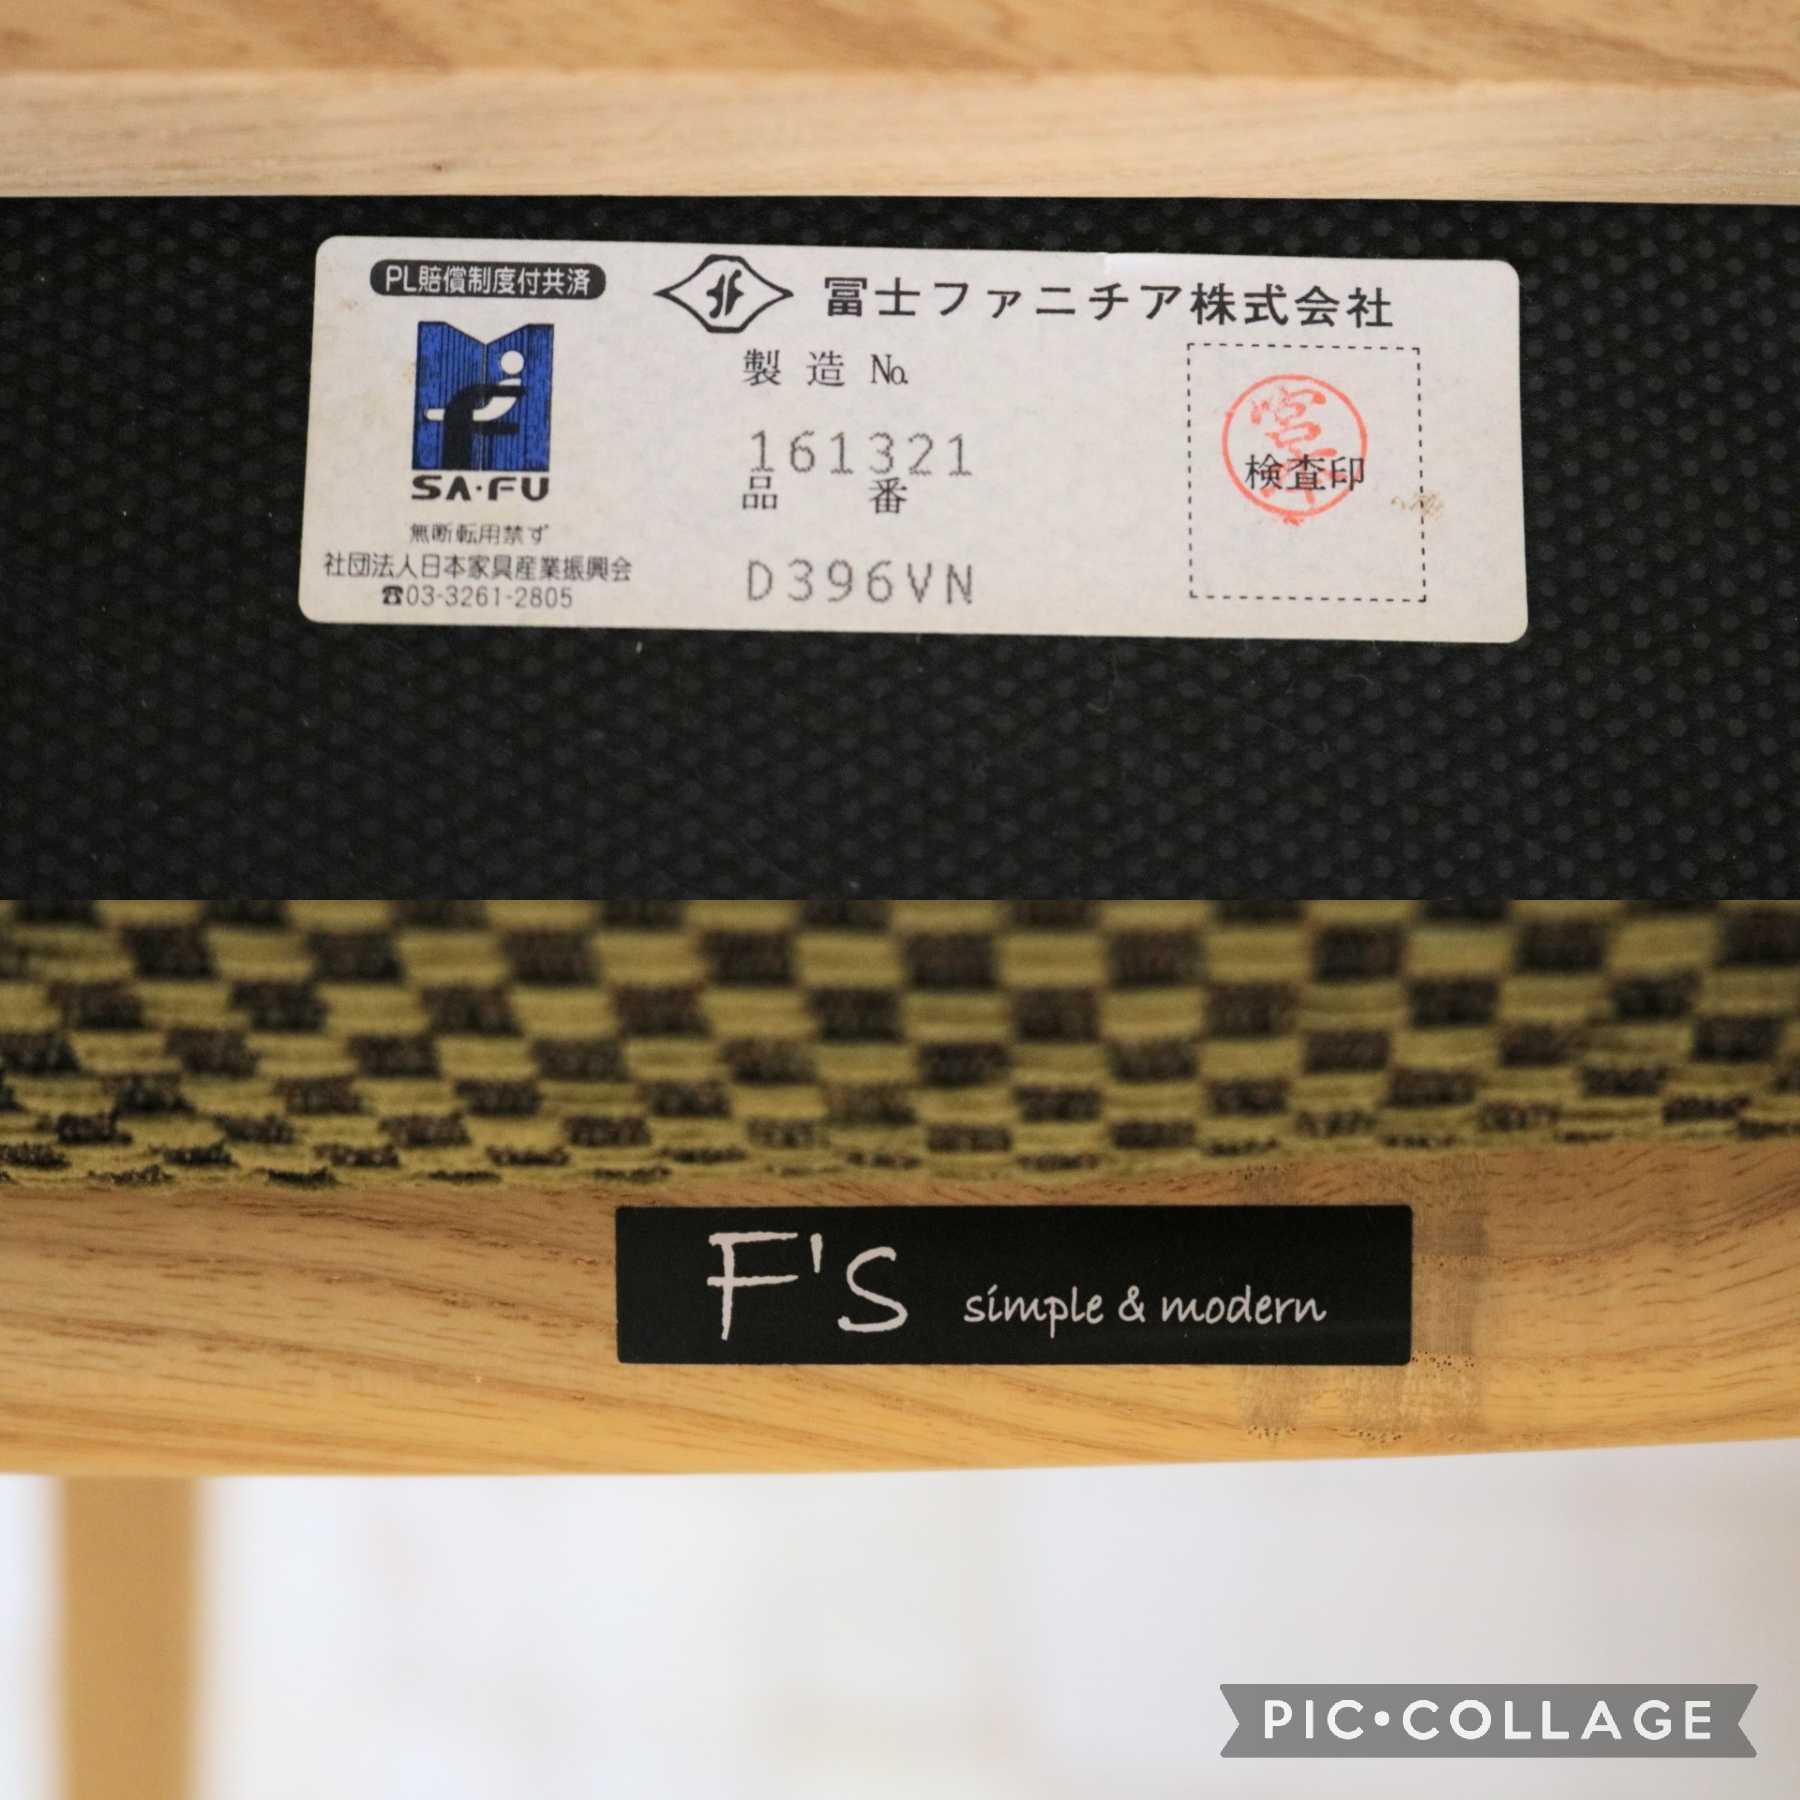 PL賠償制度付共済
冨士ファニチア株式会社
SA・FU
無断転用禁ず
社団法人日本家具産業振興会
☎03-3261-2805
製造 №
161321
品番
D396VN
検査印
F's simple & modern
PIC•COLLAGE